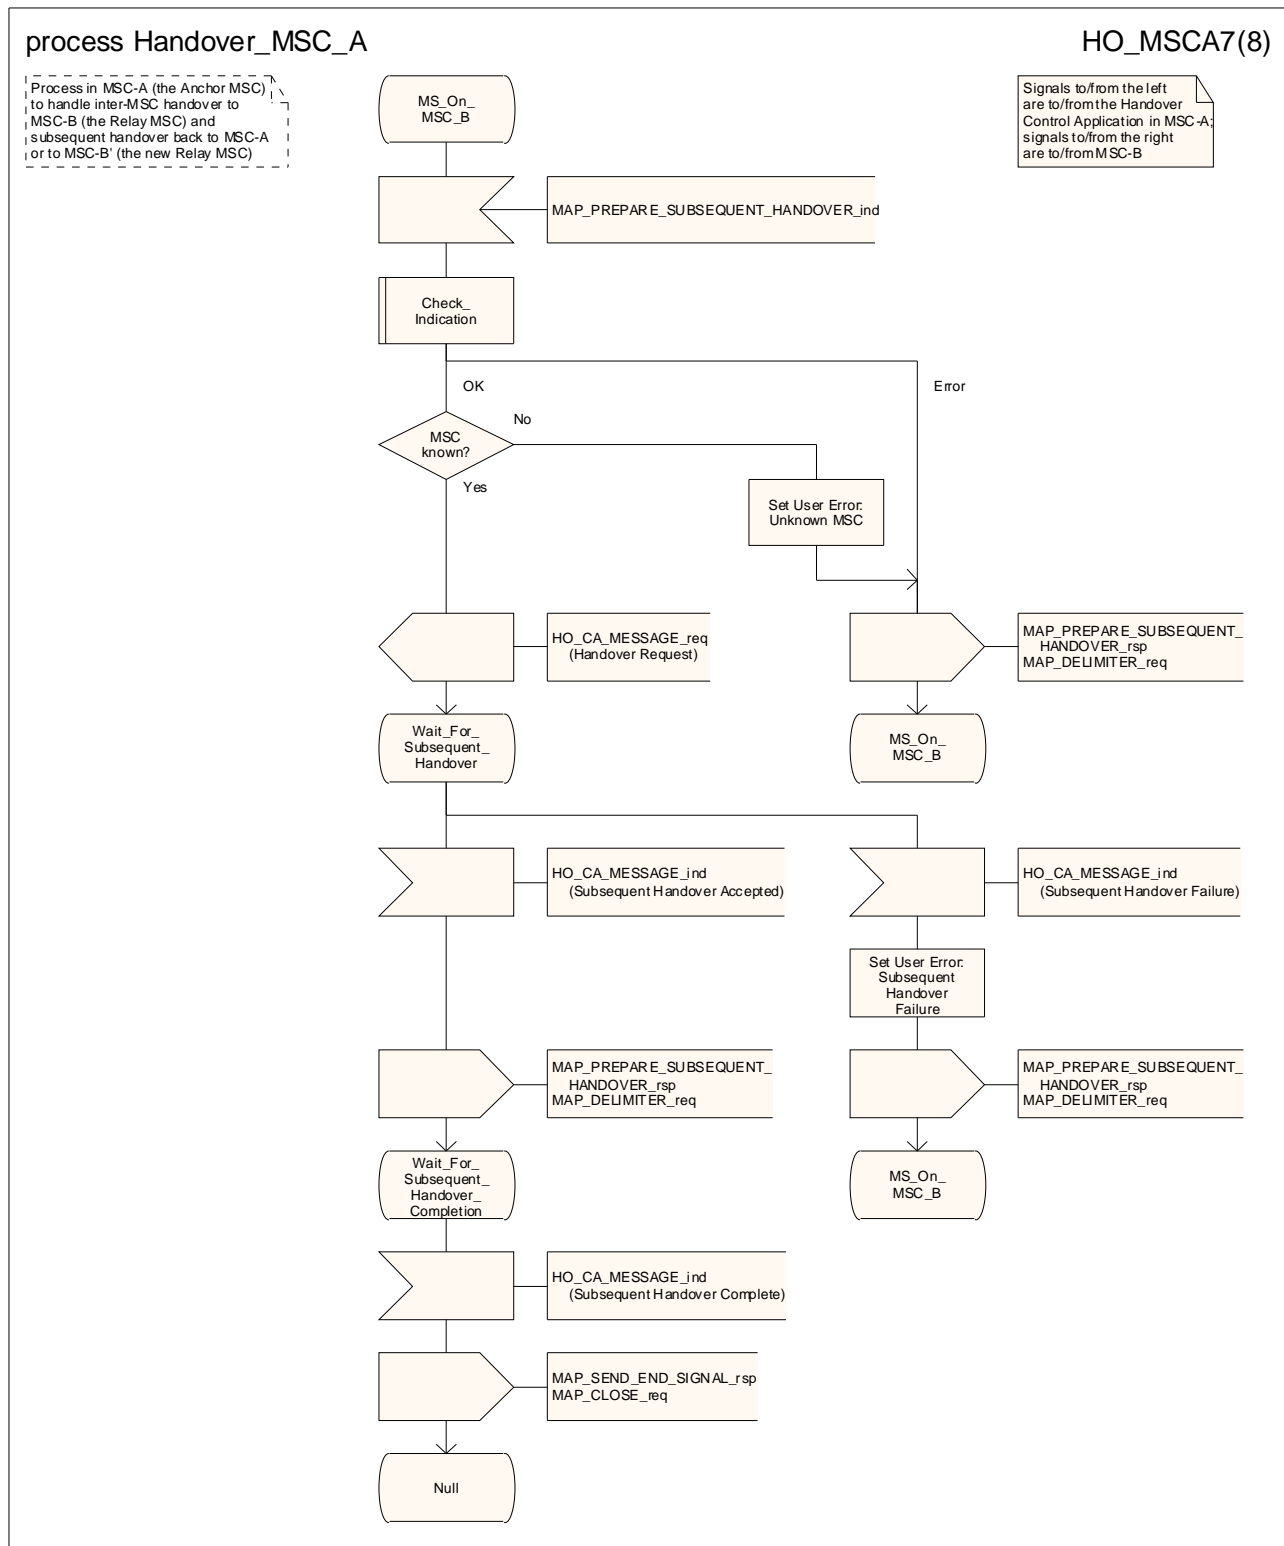 process Handover_MSC_A
HO_MSCA7(8)
Process in MSC-A (the Anchor MSC)
to handle inter-MSC handover to
MSC-B (the Relay MSC) and
subsequent handover back to MSC-A
or to MSC-B' (the new Relay MSC)
Signals to/from the left
are to/from the Handover
Control Application in MSC-A;
signals to/from the right
are to/from MSC-B
MS_On_
MSC_B
MAP_PREPARE_SUBSEQUENT_HANDOVER_ind
Check_
Indication
OK
Error
No
MSC
known?
Yes
Set User Error:
Unknown MSC
HO_CA_MESSAGE_req
(Handover Request)
MAP_PREPARE_SUBSEQUENT_
HANDOVER_rsp
MAP_DELIMITER_req
Wait_For_
Subsequent_
Handover
MS_On_
MSC_B
HO_CA_MESSAGE_ind
(Subsequent Handover Accepted)
HO_CA_MESSAGE_ind
(Subsequent Handover Failure)
Set User Error:
Subsequent
Handover
Failure
MAP_PREPARE_SUBSEQUENT_
HANDOVER_rsp
MAP_DELIMITER_req
MAP_PREPARE_SUBSEQUENT_
HANDOVER_rsp
MAP_DELIMITER_req
Wait_For_
Subsequent_
Handover_
Completion
MS_On_
MSC_B
HO_CA_MESSAGE_ind
(Subsequent Handover Complete)
MAP_SEND_END_SIGNAL_rsp
MAP_CLOSE_req
Null